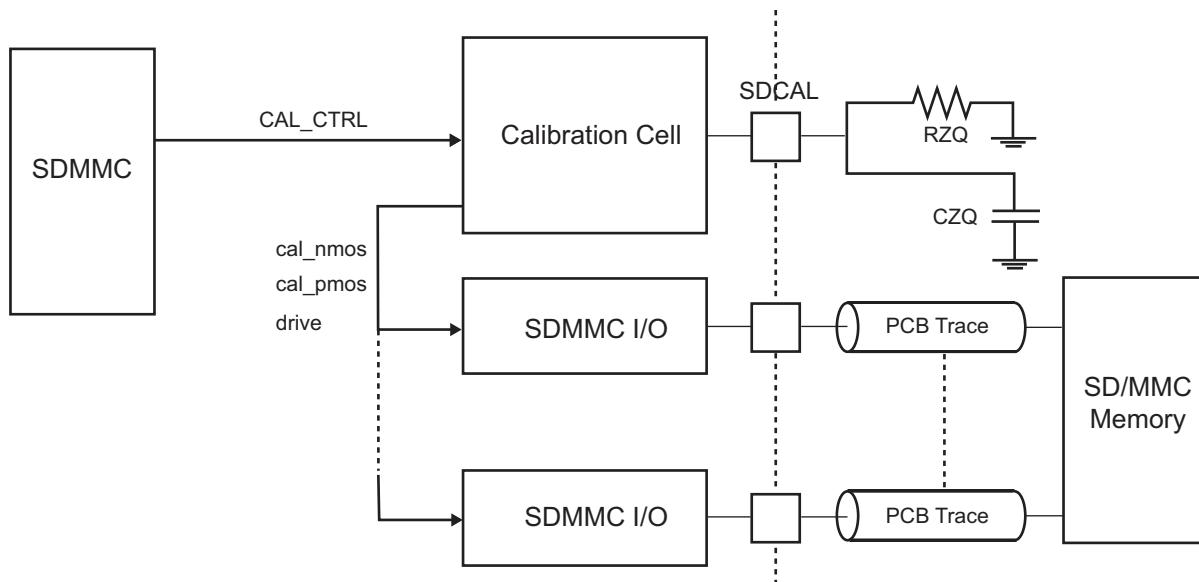 SDMMC
CAL_CTRL
Calibration Cell
SDCAL
RZQ
CZQ
cal_nmos
cal_pmos
drive
SDMMC I/O
PCB Trace
SD/MMC
Memory
SDMMC I/O
PCB Trace